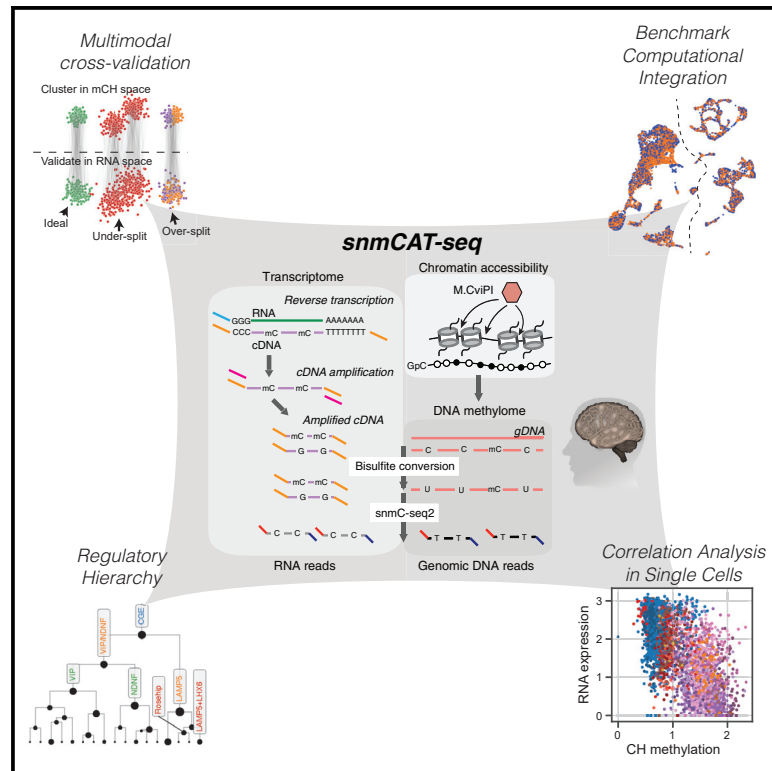 Multimodal
cross-validation
Cluster in mCH space
Validate in RNA space
Ideal
Under-split
Over-split
Benchmark
Computational
Integration
snmCAT-seq
Transcriptome
Reverse transcription
RNA
GGG
AAAAAAA
CCC
mC
mC
TTTTTTTT
cDNA
cDNA amplification
mC
mC
Amplified cDNA
mC
mC
G
G
mC
mC
G
G
C
C
C
C
RNA reads
Chromatin accessibility
M.CviPI
GpC
DNA methylome
gDNA
C
C
mC
C
Bisulfite conversion
U
U
mC
U
snmC-seq2
T
T
T
T
Genomic DNA reads
Regulatory
Hierarchy
CGE
VIP/NDNF
VIP
NDNF
LAMP5
Rosehip
LAMP5+LHX6
Correlation Analysis
in Single Cells
RNA expression
3
2
1
0
0
1
2
CH methylation